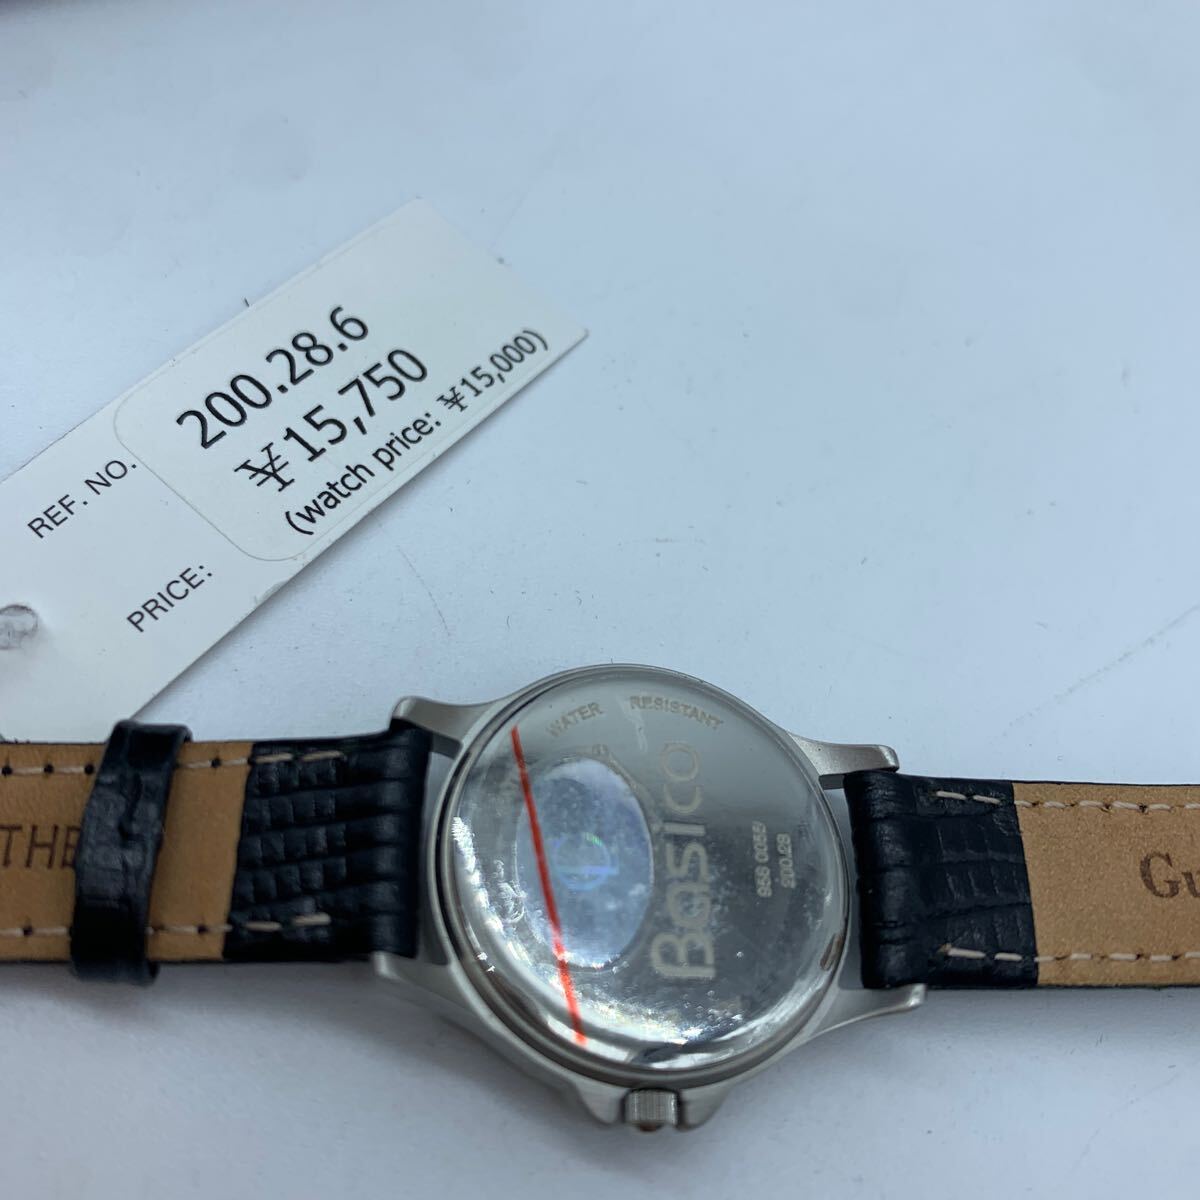 REF. NO.
200.28.6
PRICE:
¥15,750
(watch price: ¥15,000)
WATER RESISTANT
Basico
200.28
THE
Gu